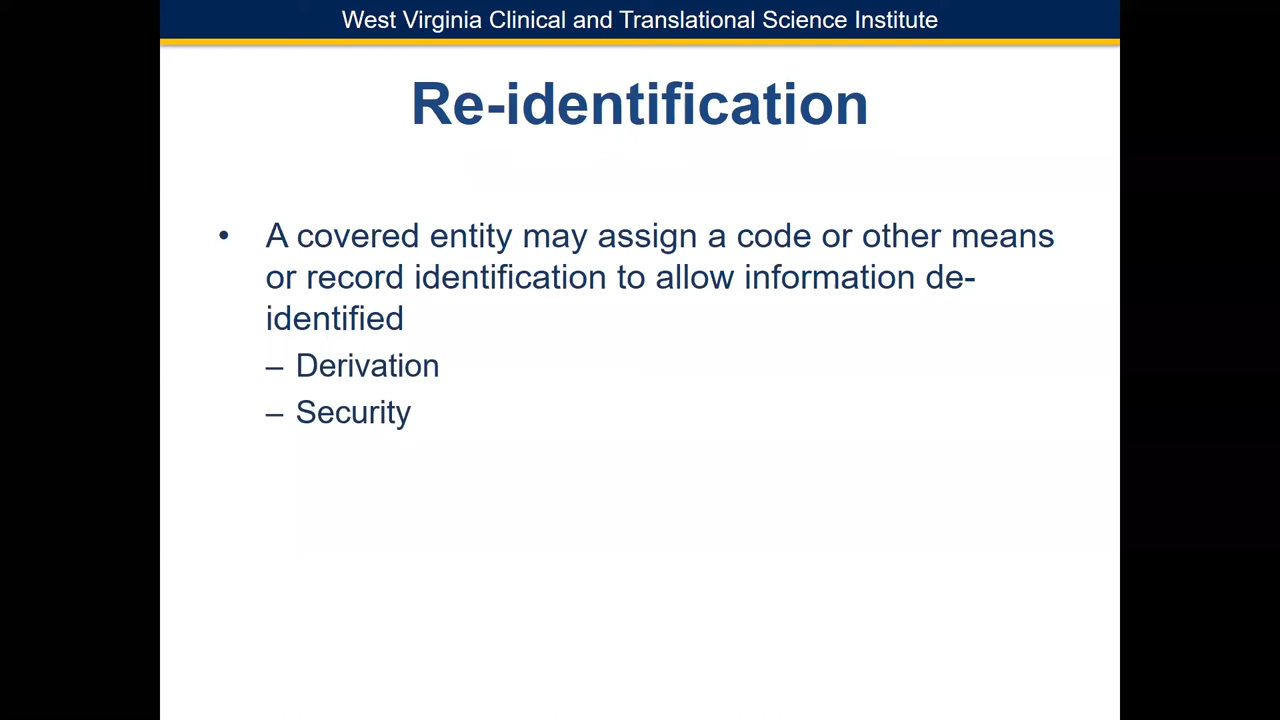 West Virginia Clinical and Translational Science Institute
Re-identification
• A covered entity may assign a code or other means
or record identification to allow information de-
identified
– Derivation
– Security